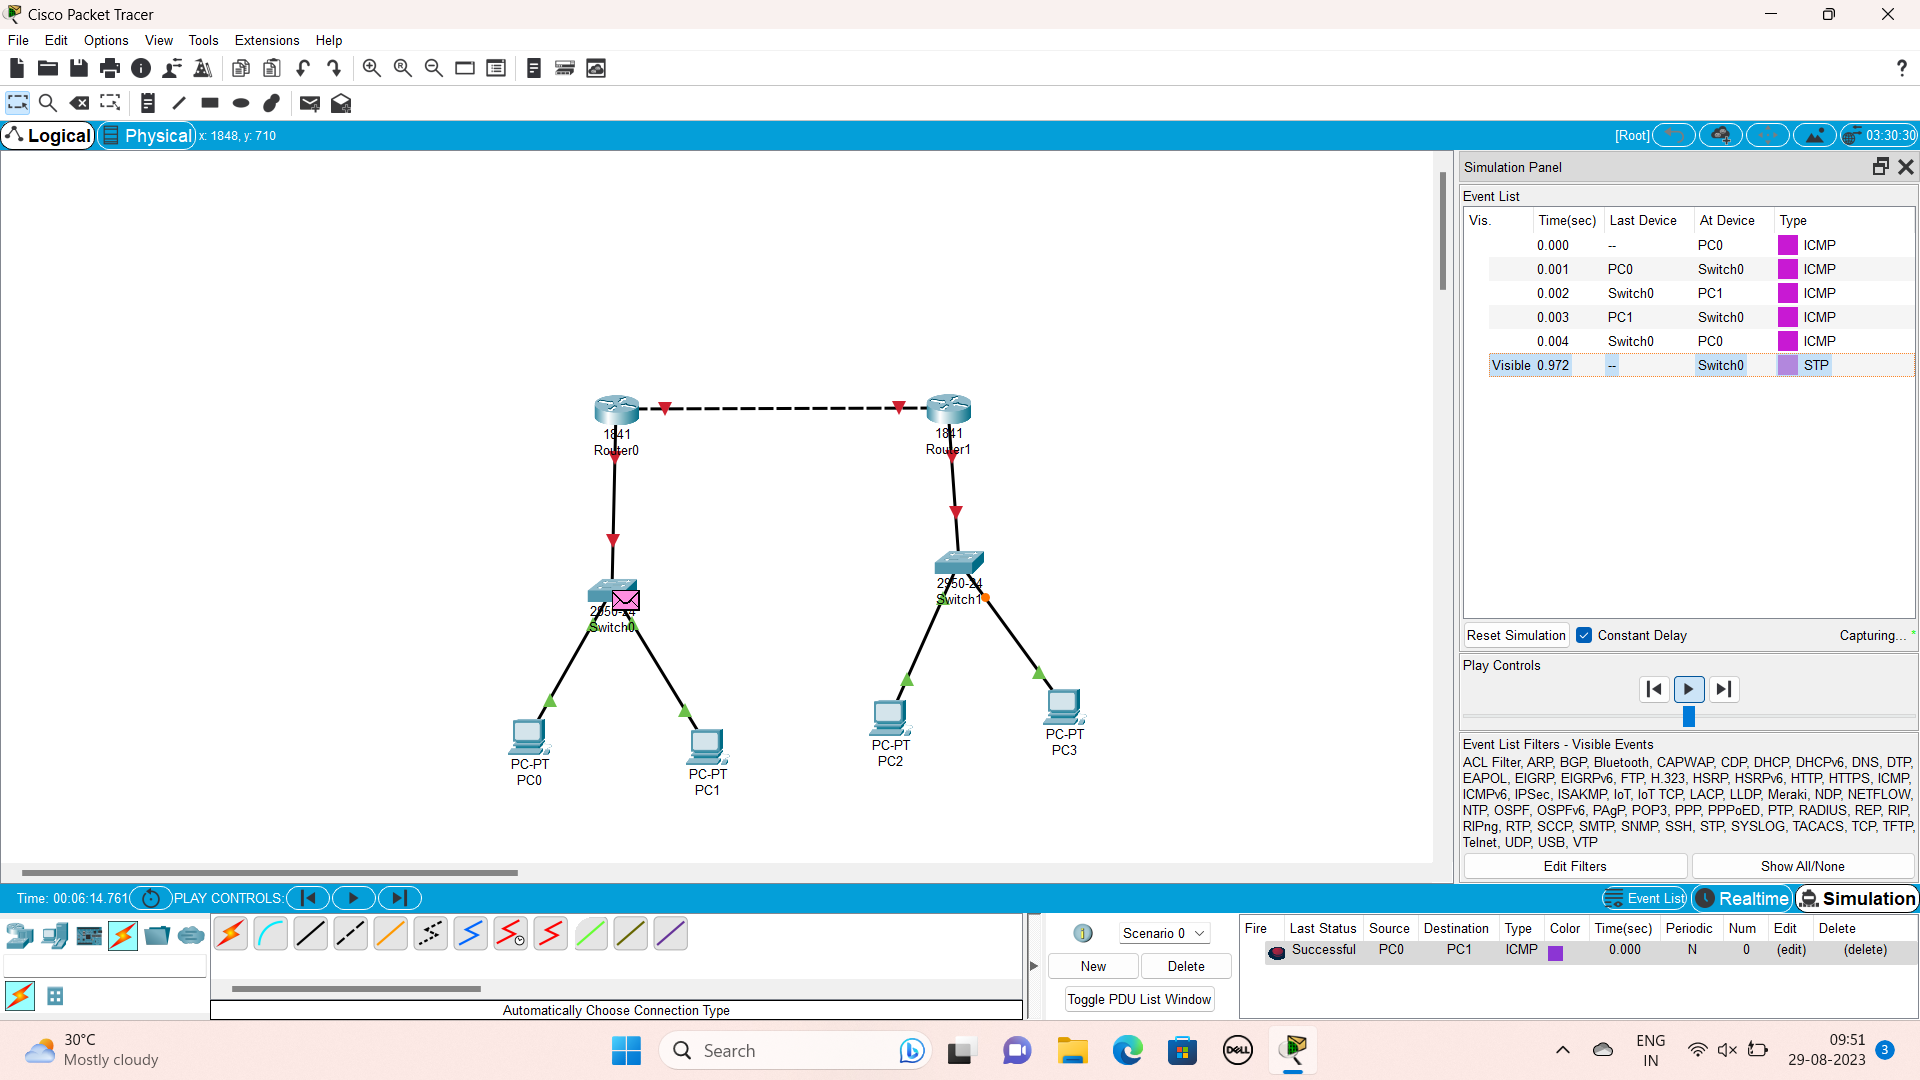 Cisco Packet Tracer
File Edit Options View Tools Extensions Help
?
Logical Physical x: 1848, y: 710 [Root] 03:30:30
Simulation Panel
Event List
Vis. Time(sec) Last Device At Device Type
0.000 -- PC0 ICMP
0.001 PC0 Switch0 ICMP
0.002 Switch0 PC1 ICMP
0.003 PC1 Switch0 ICMP
0.004 Switch0 PC0 ICMP
Visible 0.972 -- Switch0 STP
1841
Router0
1841
Router1
2950-24
Switch0
2950-24
Switch1
PC-PT
PC0
PC-PT
PC1
PC-PT
PC2
PC-PT
PC3
Reset Simulation Constant Delay Capturing... *
Play Controls
Event List Filters - Visible Events
ACL Filter, ARP, BGP, Bluetooth, CAPWAP, CDP, DHCP, DHCPv6, DNS, DTP,
EAPOL, EIGRP, EIGRPv6, FTP, H.323, HSRP, HSRPv6, HTTP, HTTPS, ICMP,
ICMPv6, IPSec, ISAKMP, IoT, IoT TCP, LACP, LLDP, Meraki, NDP, NETFLOW,
NTP, OSPF, OSPFv6, PAgP, POP3, PPP, PPPoED, PTP, RADIUS, REP, RIP,
RIPng, RTP, SCCP, SMTP, SNMP, SSH, STP, SYSLOG, TACACS, TCP, TFTP,
Telnet, UDP, USB, VTP
Edit Filters Show All/None
Time: 00:06:14.761 PLAY CONTROLS: Event List Realtime Simulation
Automatically Choose Connection Type
Scenario 0
New Delete
Toggle PDU List Window
Fire Last Status Source Destination Type Color Time(sec) Periodic Num Edit Delete
Successful PC0 PC1 ICMP 0.000 N 0 (edit) (delete)
30°C
Mostly cloudy
Search
DELL
ENG
IN
09:51
29-08-2023
3